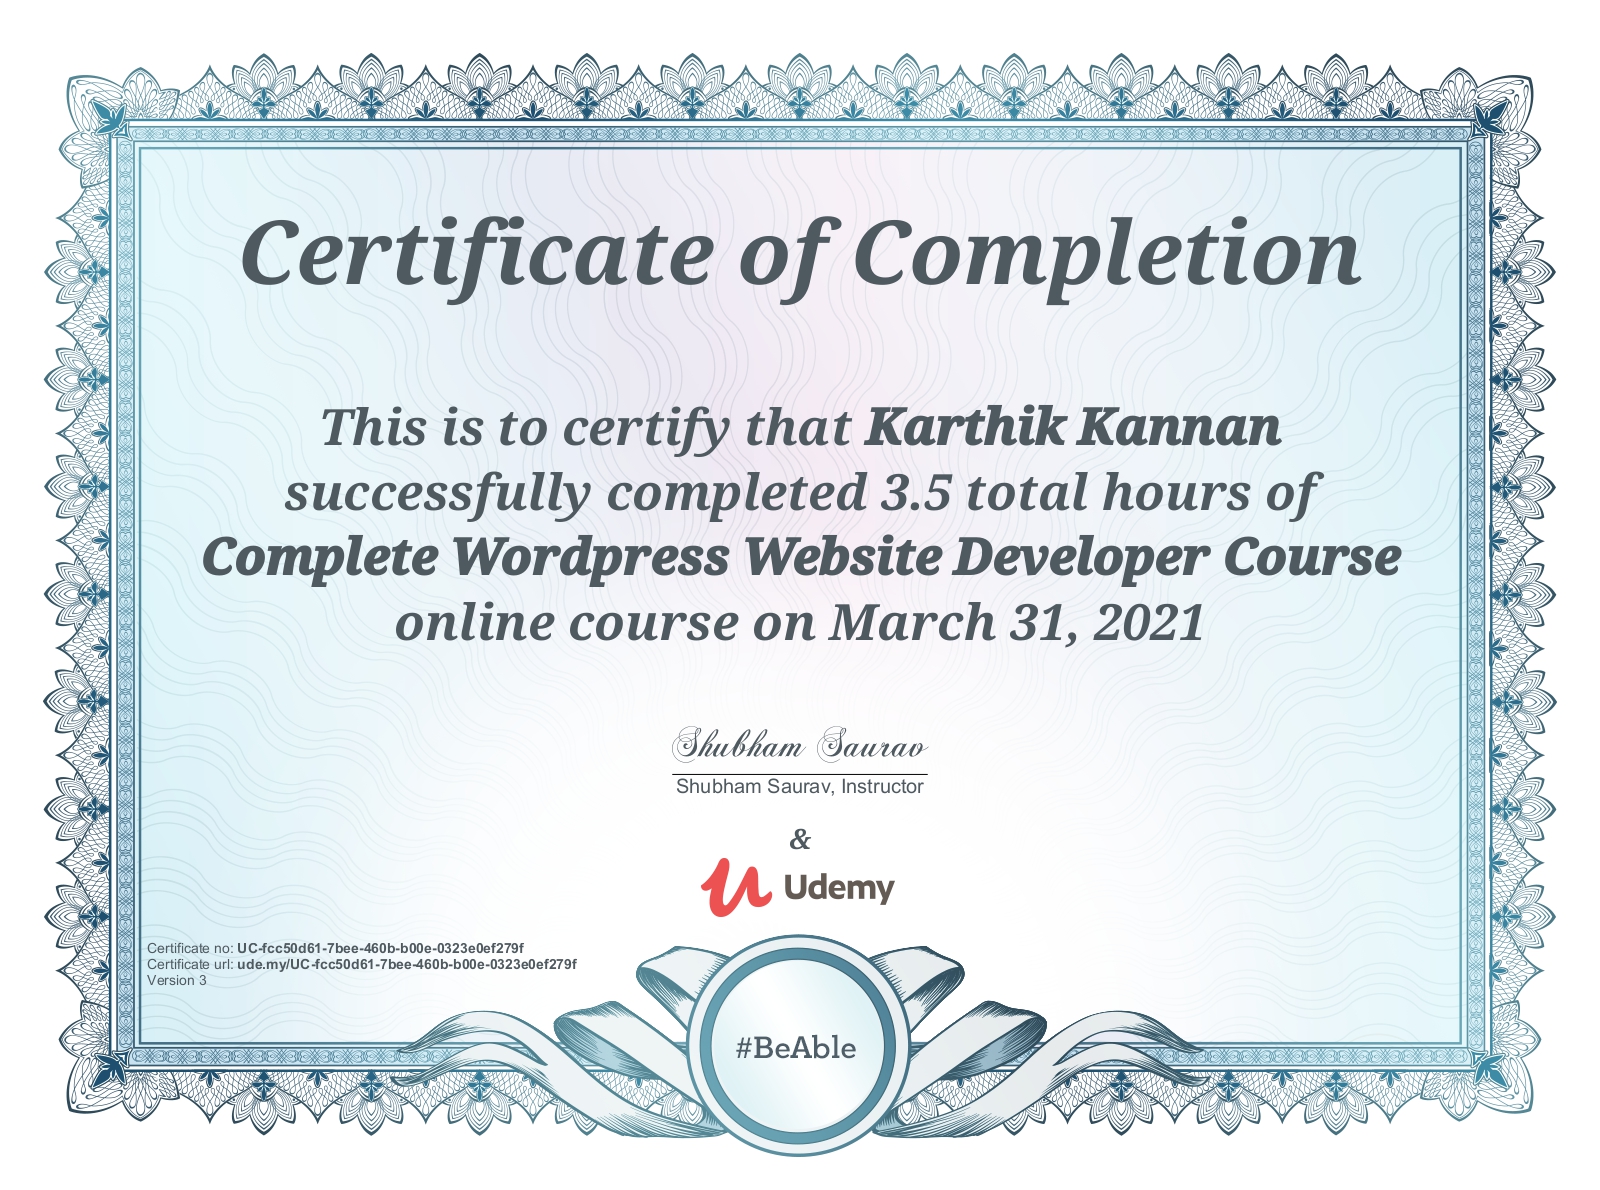 Certificate of Completion
This is to certify that Karthik Kannan
successfully completed 3.5 total hours of
Complete Wordpress Website Developer Course
online course on March 31, 2021
Shubham Saurav
Shubham Saurav, Instructor
&
Udemy
Certificate no: UC-fcc50d61-7bee-460b-b00e-0323e0ef279f
Certificate url: ude.my/UC-fcc50d61-7bee-460b-b00e-0323e0ef279f
Version 3
#BeAble